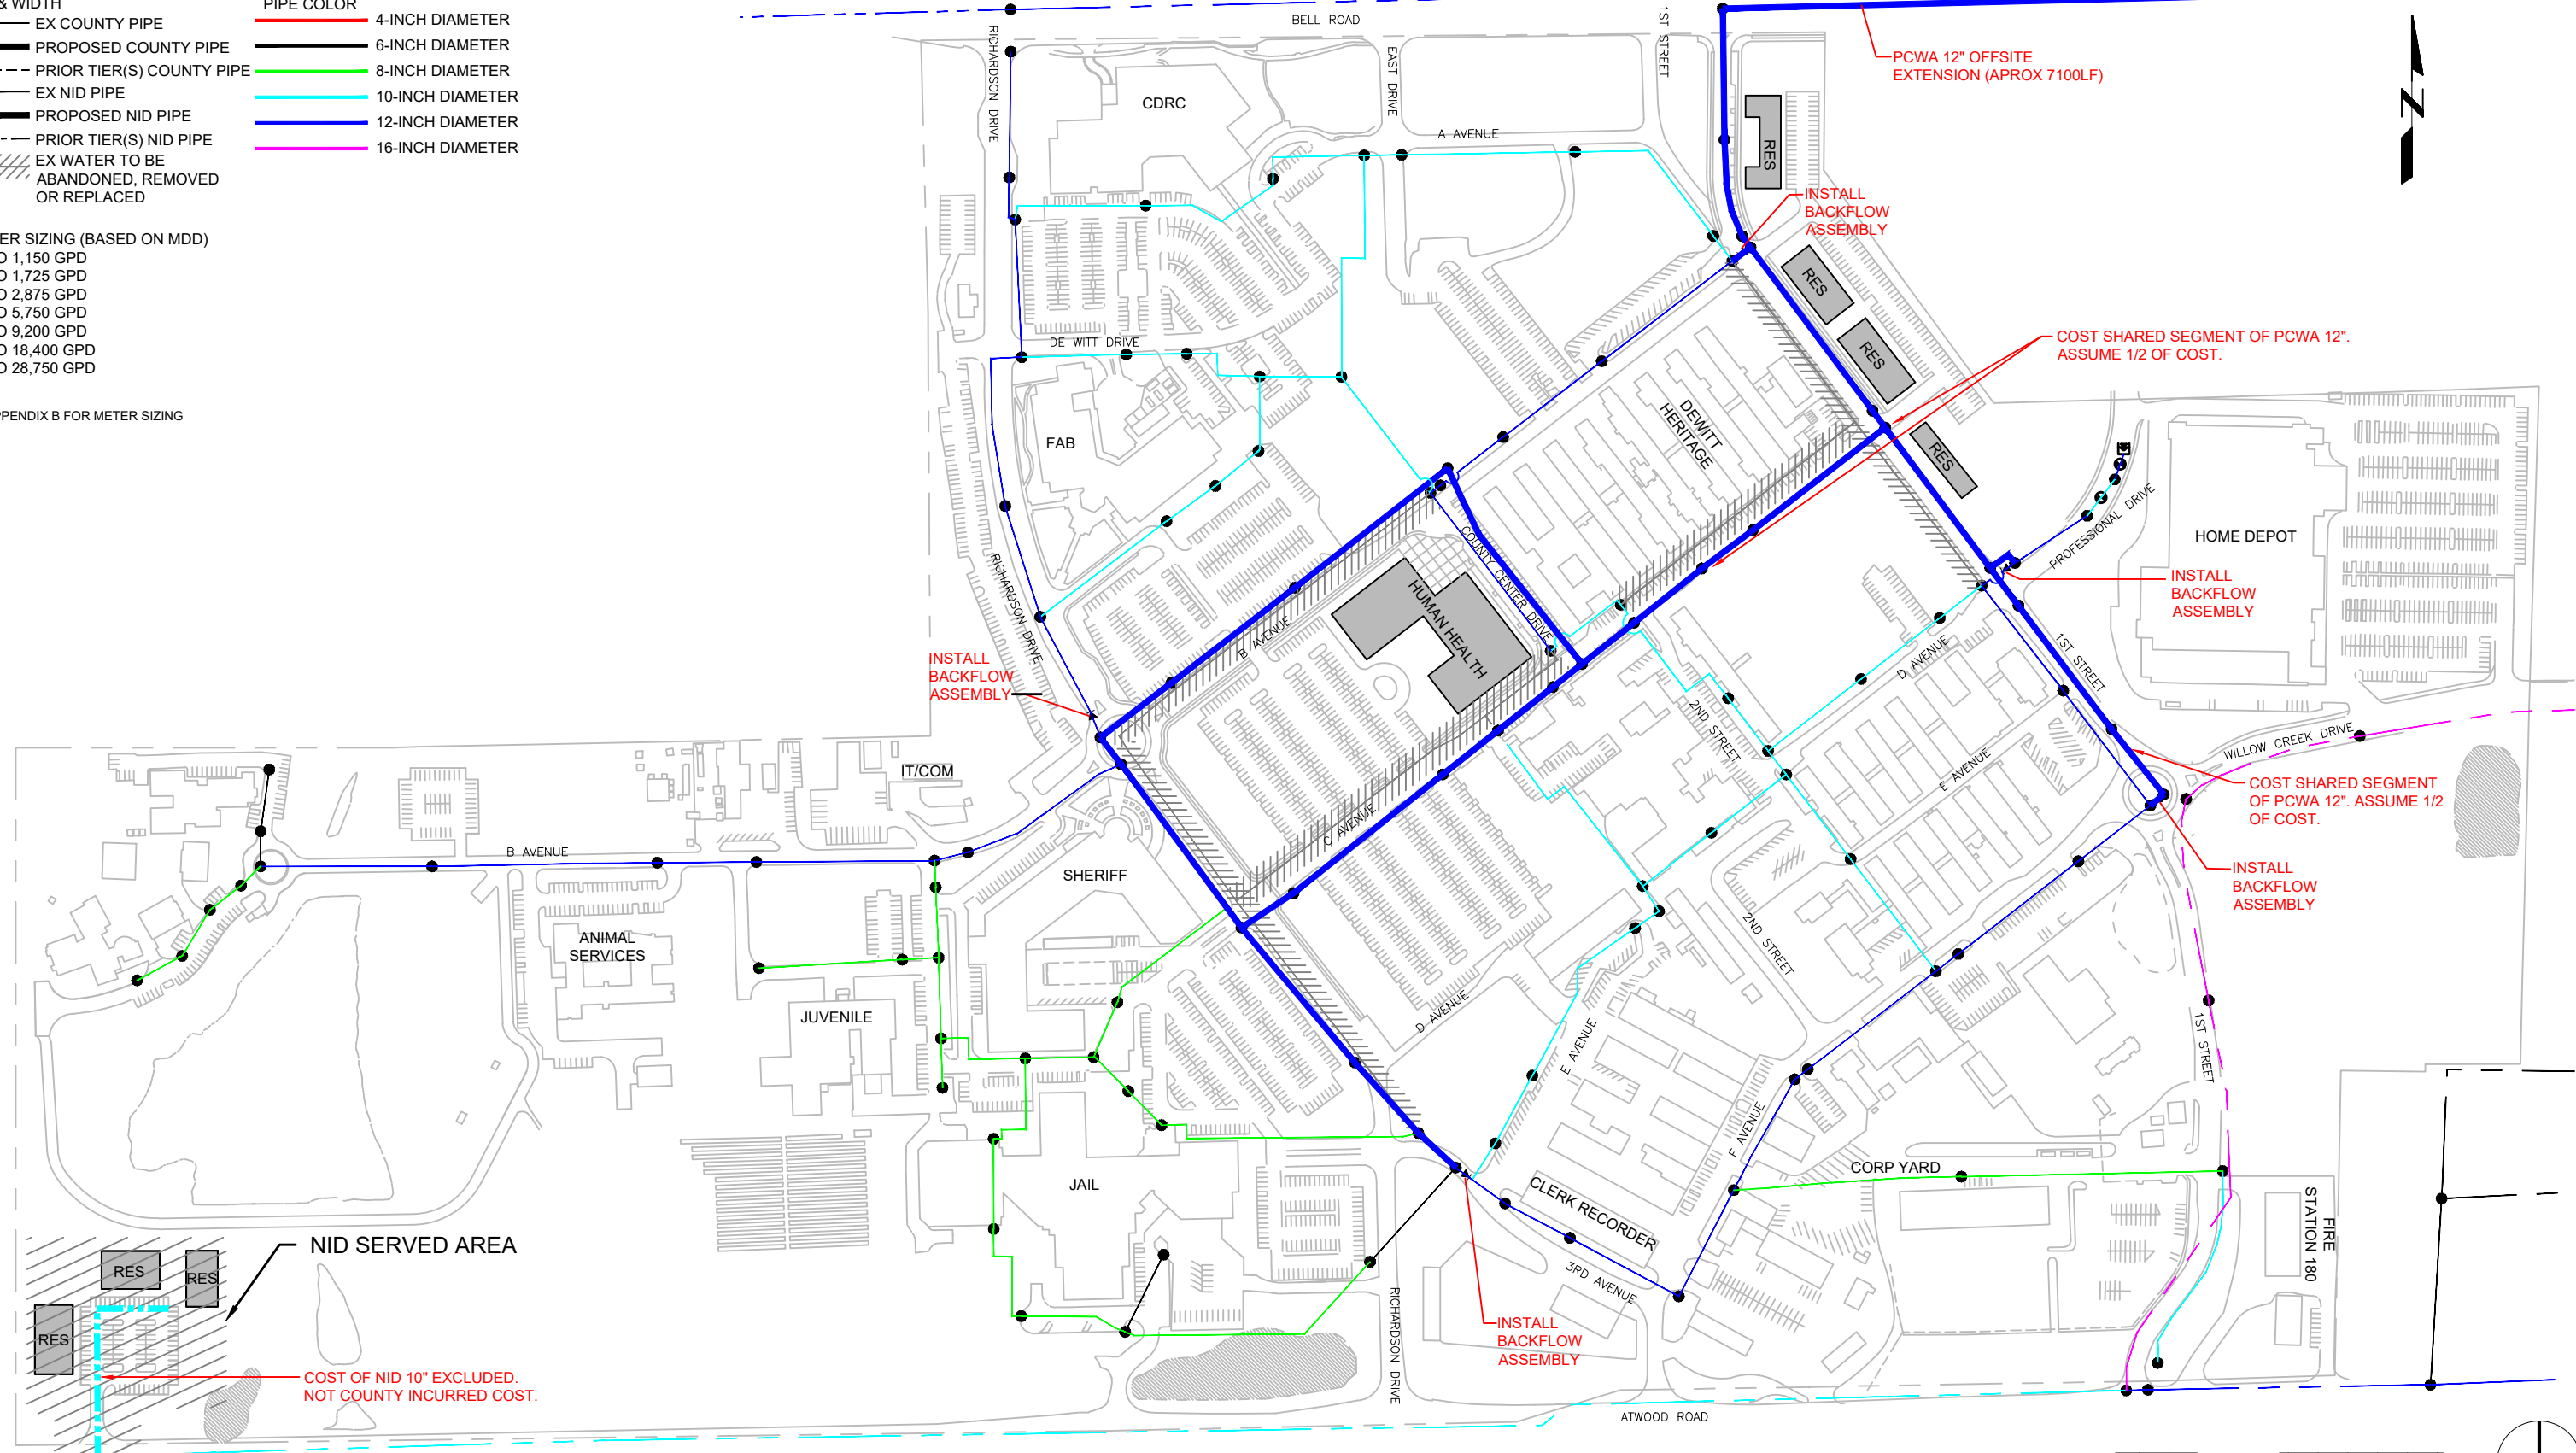 & WIDTH
EX COUNTY PIPE
PROPOSED COUNTY PIPE
PRIOR TIER(S) COUNTY PIPE
EX NID PIPE
PROPOSED NID PIPE
PRIOR TIER(S) NID PIPE
EX WATER TO BE
ABANDONED, REMOVED
OR REPLACED
PIPE COLOR
4-INCH DIAMETER
6-INCH DIAMETER
8-INCH DIAMETER
10-INCH DIAMETER
12-INCH DIAMETER
16-INCH DIAMETER
ER SIZING (BASED ON MDD)
O 1,150 GPD
O 1,725 GPD
O 2,875 GPD
O 5,750 GPD
O 9,200 GPD
O 18,400 GPD
O 28,750 GPD
PPENDIX B FOR METER SIZING
BELL ROAD
RICHARDSON DRIVE
EAST DRIVE
1ST STREET
PCWA 12" OFFSITE
EXTENSION (APROX 7100LF)
N
CDRC
A AVENUE
RES
INSTALL
BACKFLOW
ASSEMBLY
RES
RES
RES
COST SHARED SEGMENT OF PCWA 12".
ASSUME 1/2 OF COST.
DE WITT DRIVE
FAB
DEWITT
HERITAGE
HOME DEPOT
PROFESSIONAL DRIVE
INSTALL
BACKFLOW
ASSEMBLY
COUNTY CENTER DRIVE
HUMAN HEALTH
B AVENUE
RICHARDSON DRIVE
INSTALL
BACKFLOW
ASSEMBLY
D AVENUE
1ST STREET
2ND STREET
E AVENUE
WILLOW CREEK DRIVE
COST SHARED SEGMENT
OF PCWA 12". ASSUME 1/2
OF COST.
INSTALL
BACKFLOW
ASSEMBLY
IT/COM
B AVENUE
C AVENUE
SHERIFF
ANIMAL
SERVICES
JUVENILE
2ND STREET
D AVENUE
E AVENUE
1ST STREET
F AVENUE
CORP YARD
JAIL
CLERK RECORDER
FIRE
STATION 180
NID SERVED AREA
RES
RES
RES
3RD AVENUE
RICHARDSON DRIVE
INSTALL
BACKFLOW
ASSEMBLY
COST OF NID 10" EXCLUDED.
NOT COUNTY INCURRED COST.
ATWOOD ROAD